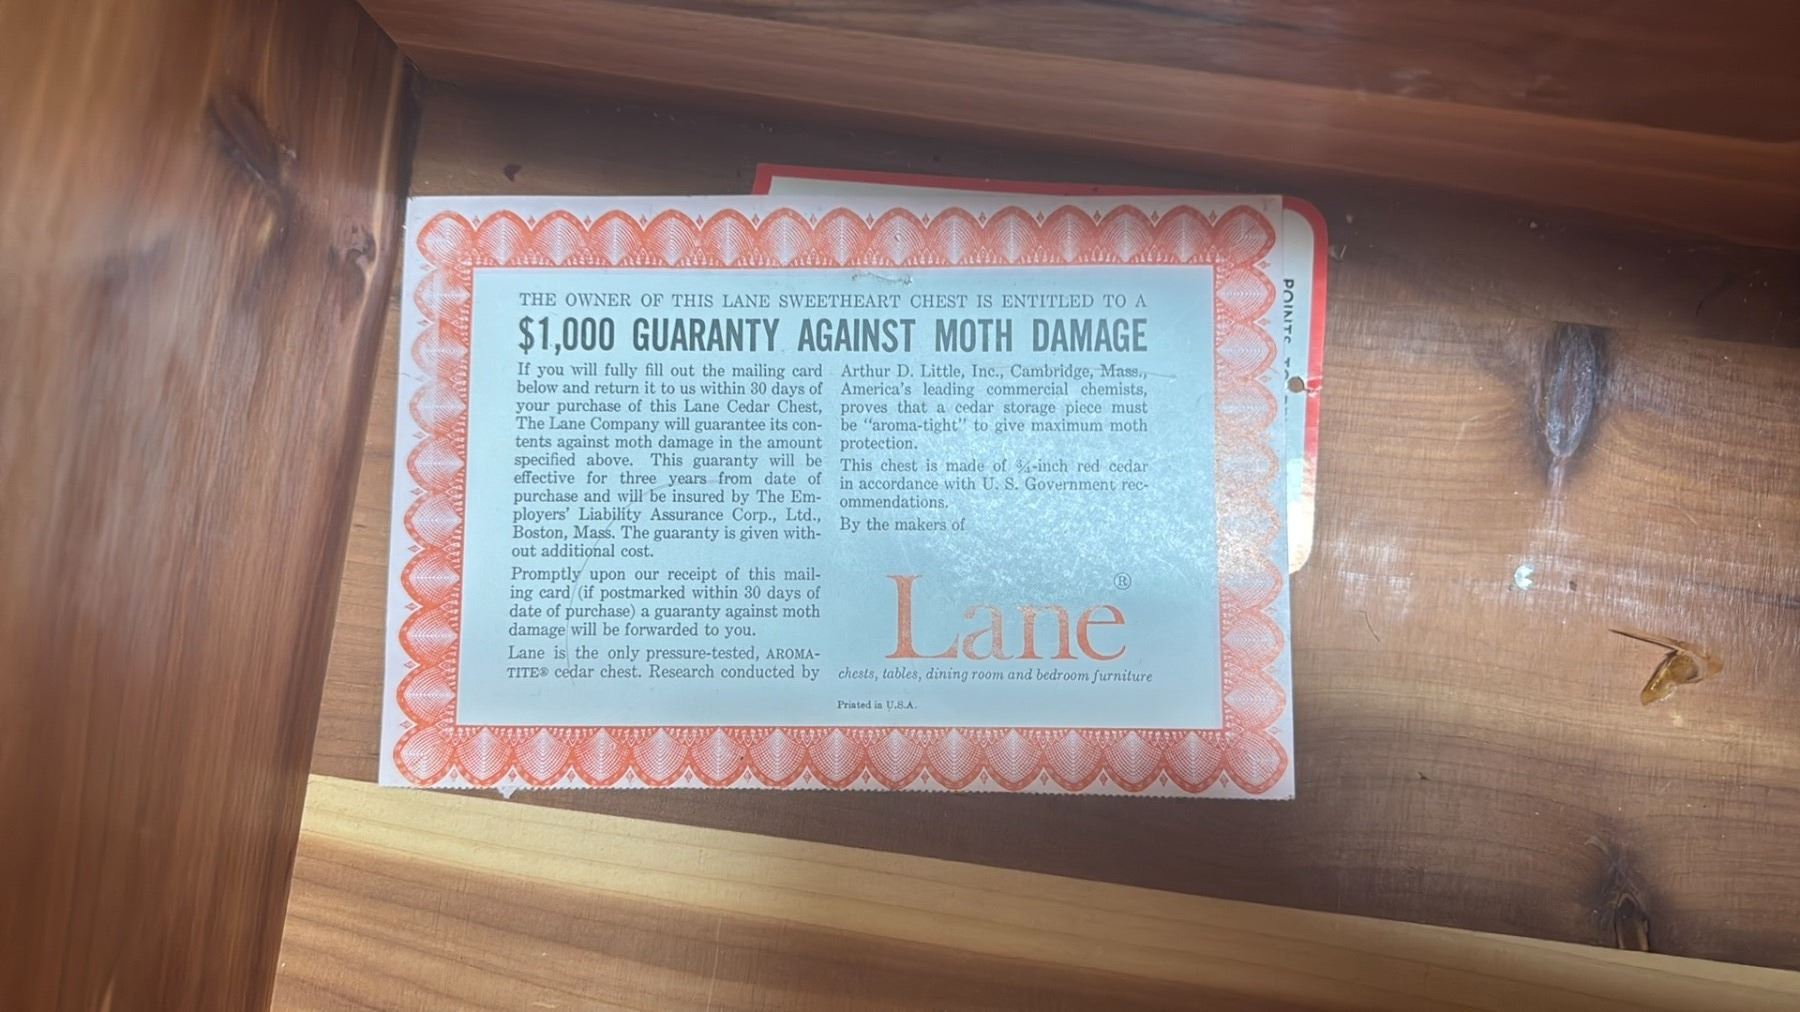 THE OWNER OF THIS LANE SWEETHEART CHEST IS ENTITLED TO A
$1,000 GUARANTY AGAINST MOTH DAMAGE
If you will fully fill out the mailing card
below and return it to us within 30 days of
your purchase of this Lane Cedar Chest,
The Lane Company will guarantee its con-
tents against moth damage in the amount
specified above. This guaranty will be
effective for three years from date of
purchase and will be insured by The Em-
ployers' Liability Assurance Corp., Ltd.,
Boston, Mass. The guaranty is given with-
out additional cost.
Promptly upon our receipt of this mail-
ing card (if postmarked within 30 days of
date of purchase) a guaranty against moth
damage will be forwarded to you.
Lane is the only pressure-tested, AROMA-
TITE® cedar chest. Research conducted by
Arthur D. Little, Inc., Cambridge, Mass.,
America's leading commercial chemists,
proves that a cedar storage piece must
be "aroma-tight" to give maximum moth
protection.
This chest is made of ¾-inch red cedar
in accordance with U. S. Government rec-
ommendations.
By the makers of
Lane ®
chests, tables, dining room and bedroom furniture
Printed in U.S.A.
POINTS TO